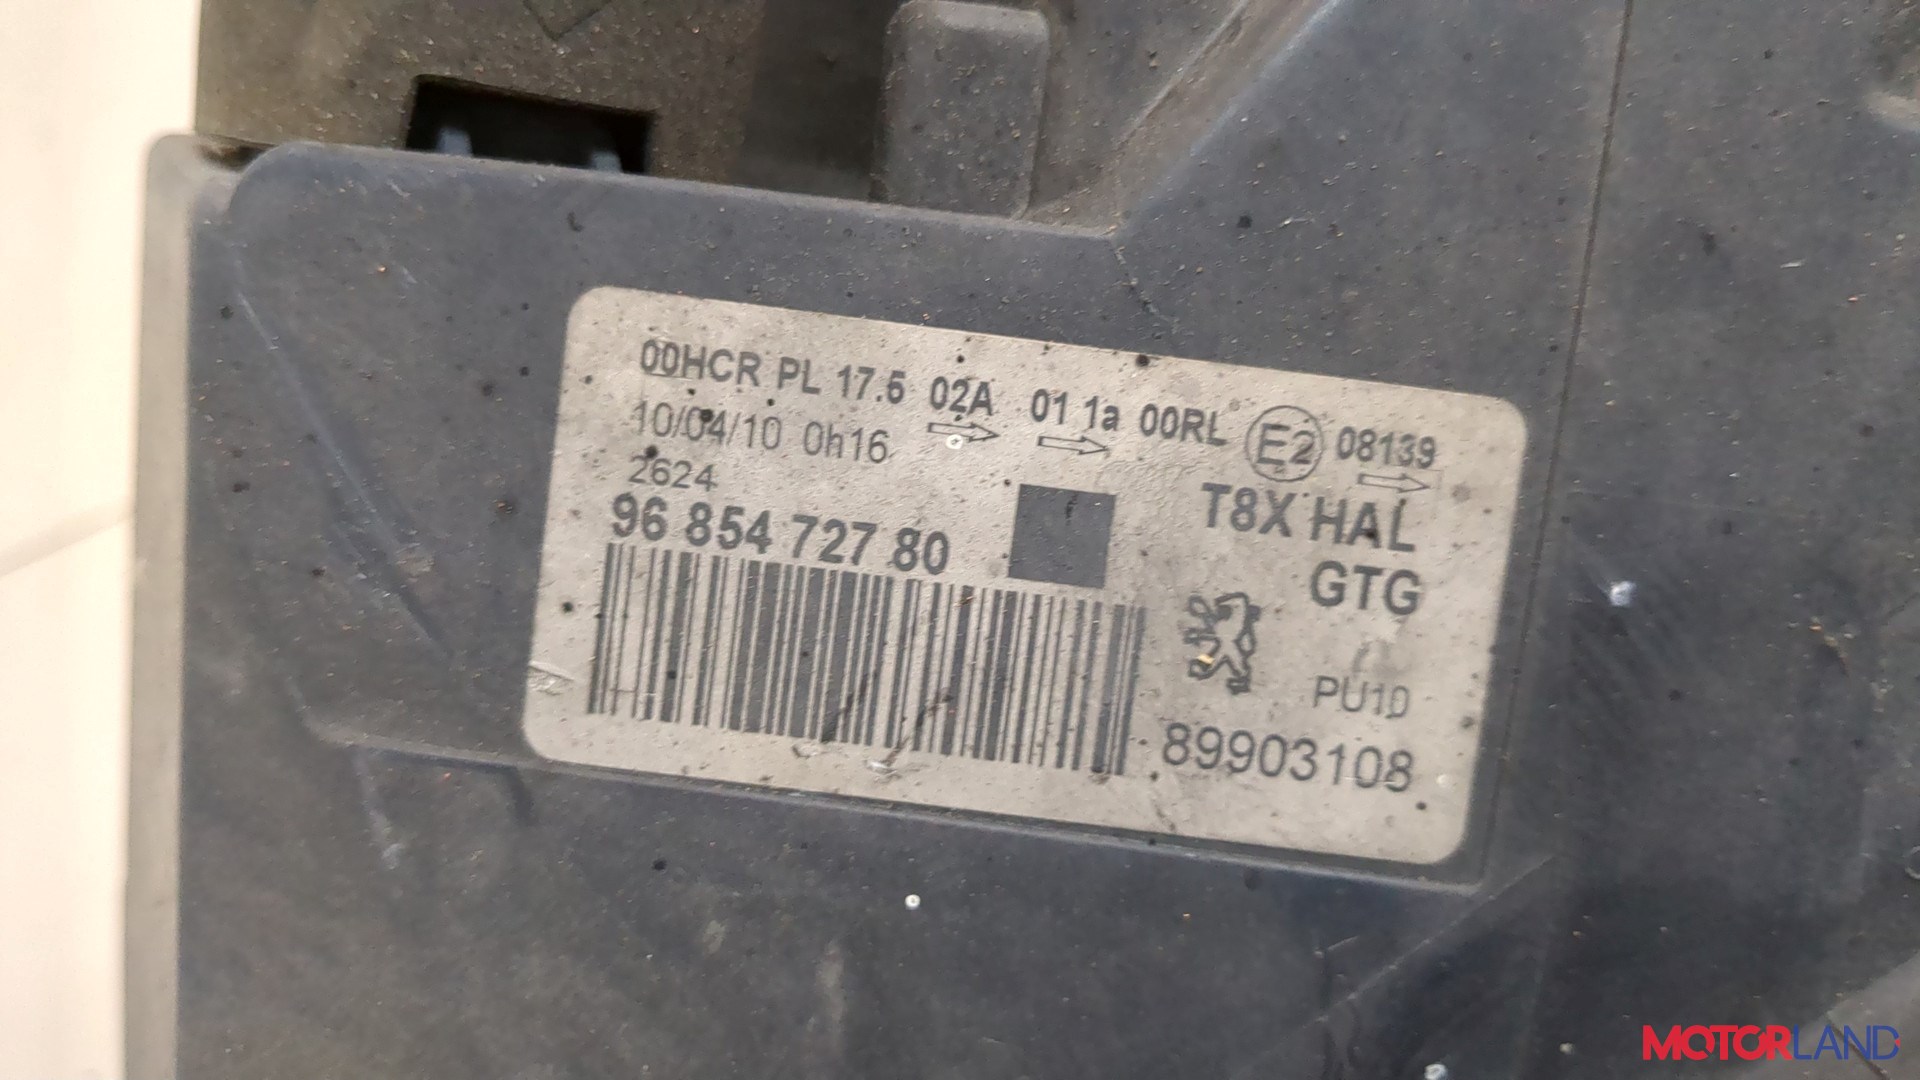 00HCR PL 17.5 02A 01 1a 00RL E2 08139
10/04/10 0h16
2624
96 854 727 80
T8X HAL
GTG
PU10
89903108
MOTORLAND